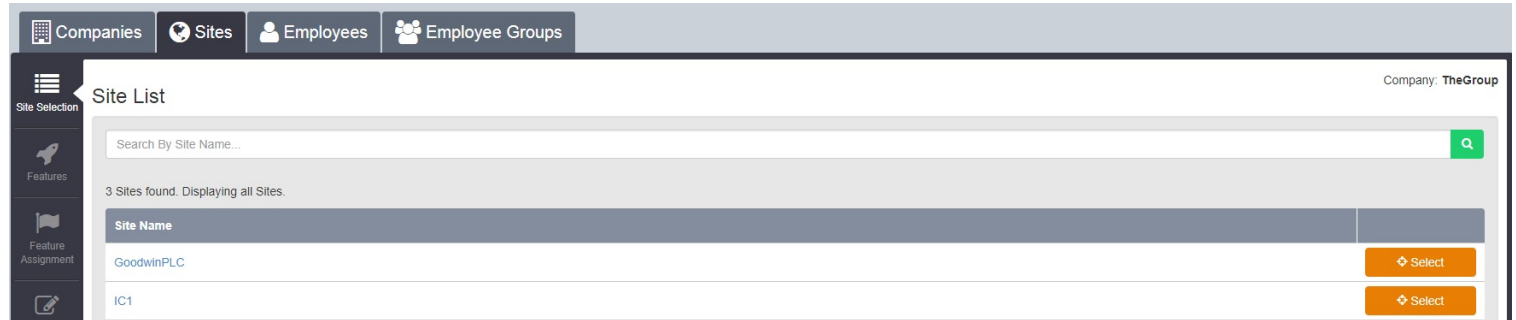 Companies
Sites
Employees
Employee Groups
Site Selection
Features
Feature
Assignment
Company: TheGroup
Site List
Search By Site Name...
3 Sites found. Displaying all Sites.
Site Name
GoodwinPLC
Select
IC1
Select